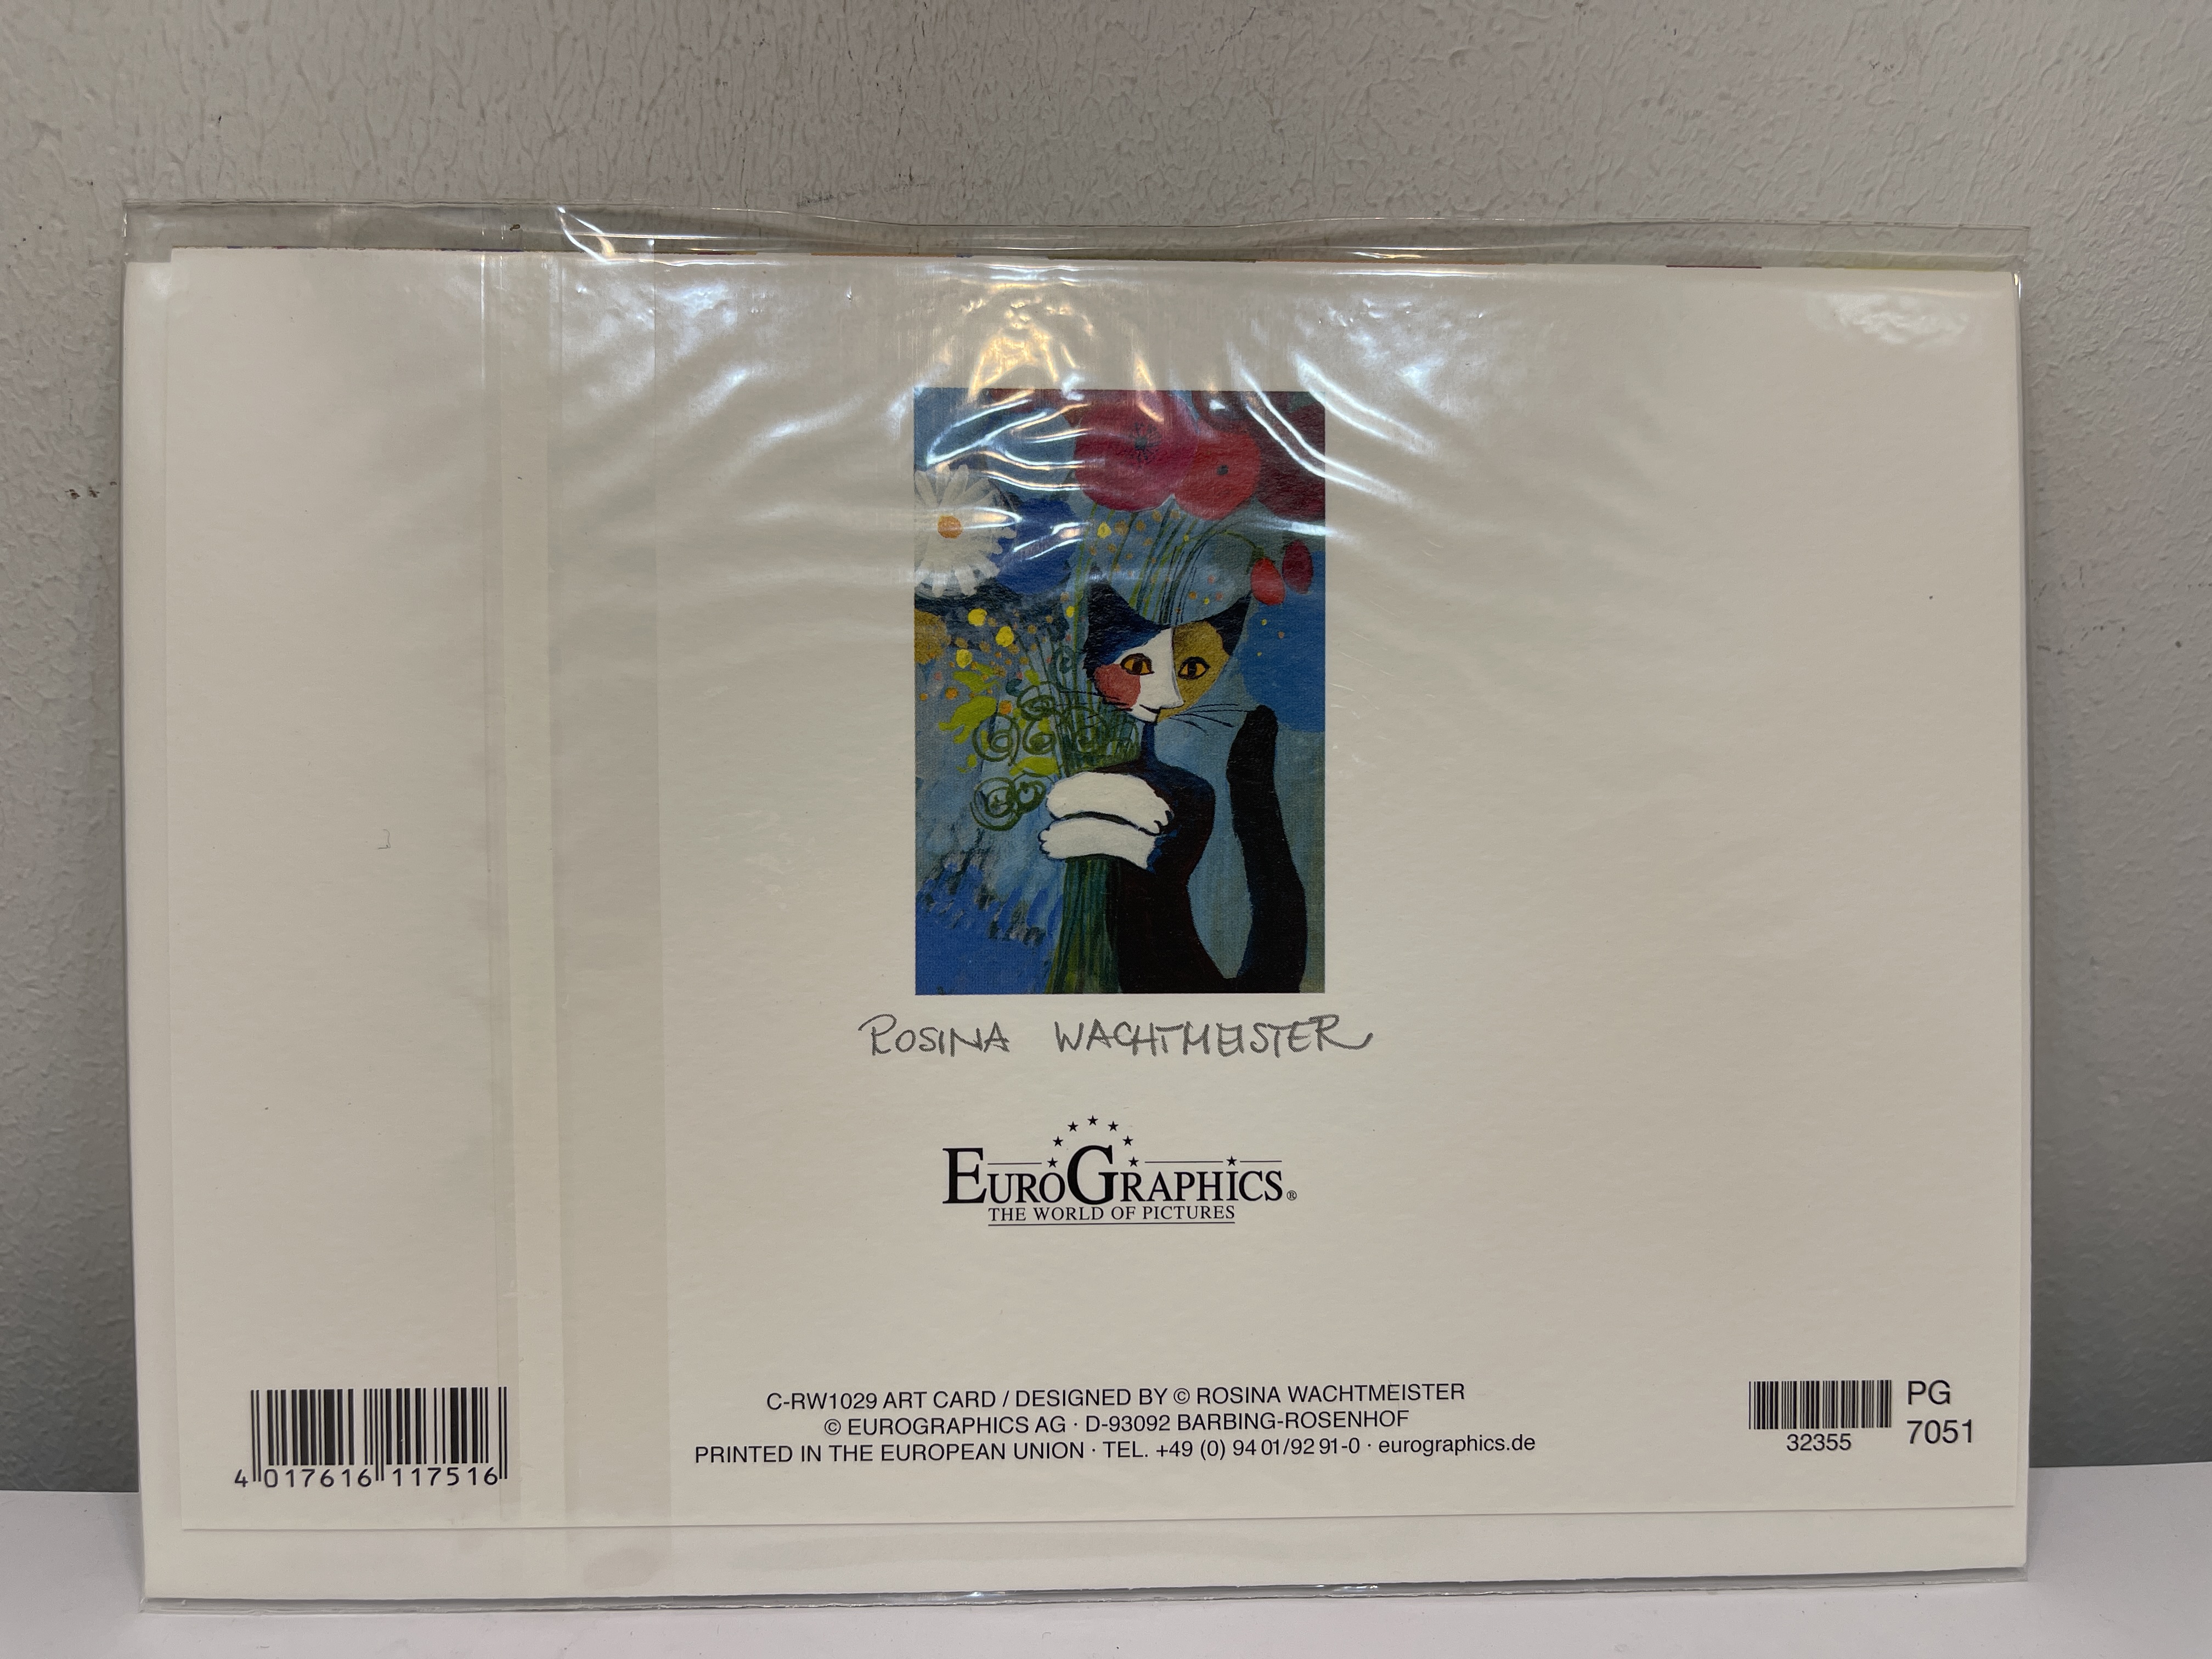 ROSINA WACHTMEISTER
EUROGRAPHICS®
THE WORLD OF PICTURES
C-RW1029 ART CARD / DESIGNED BY © ROSINA WACHTMEISTER
© EUROGRAPHICS AG · D-93092 BARBING-ROSENHOF
PRINTED IN THE EUROPEAN UNION · TEL. +49 (0) 94 01/92 91-0 · eurographics.de
4 017616 117516
32355
PG
7051